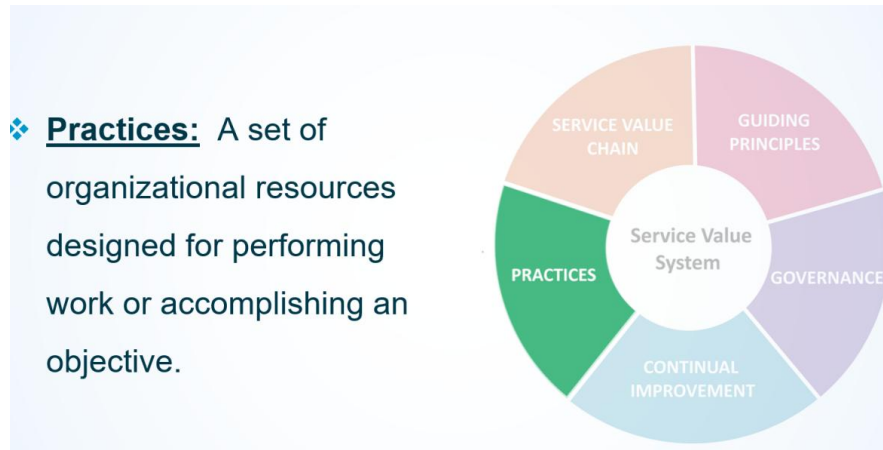 Practices: A set of
organizational resources
designed for performing
work or accomplishing an
objective.
SERVICE VALUE
CHAIN
GUIDING
PRINCIPLES
PRACTICES
Service Value
System
GOVERNANCE
CONTINUAL
IMPROVEMENT